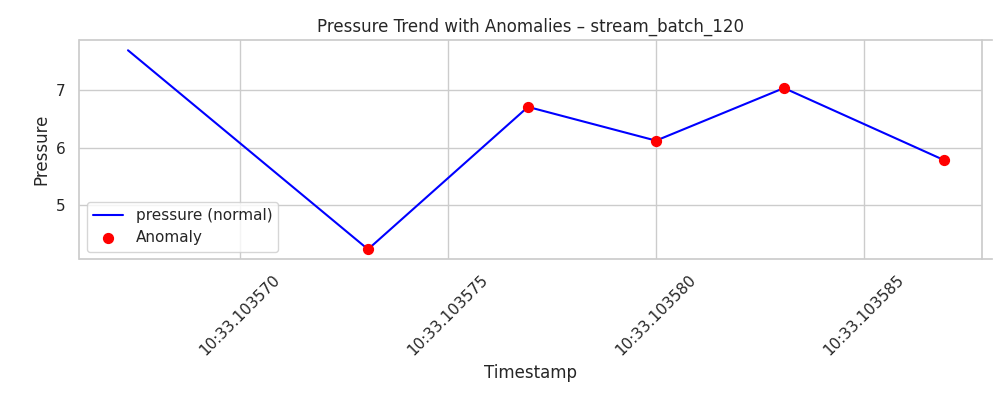 Pressure Trend with Anomalies – stream_batch_120
Pressure
7
6
5
pressure (normal)
Anomaly
10:33.103570
10:33.103575
10:33.103580
10:33.103585
Timestamp